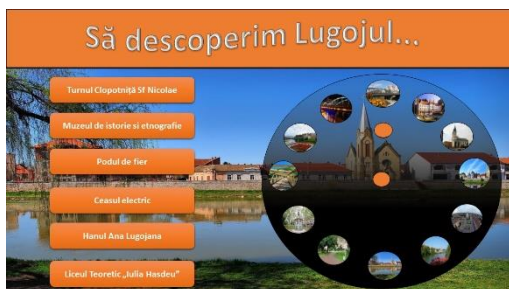 Să descoperim Lugojul...
Turnul Clopotniță Sf Nicolae
Muzeul de istorie si etnografie
Podul de fier
Ceasul electric
Hanul Ana Lugojana
Liceul Teoretic „Iulia Hasdeu”